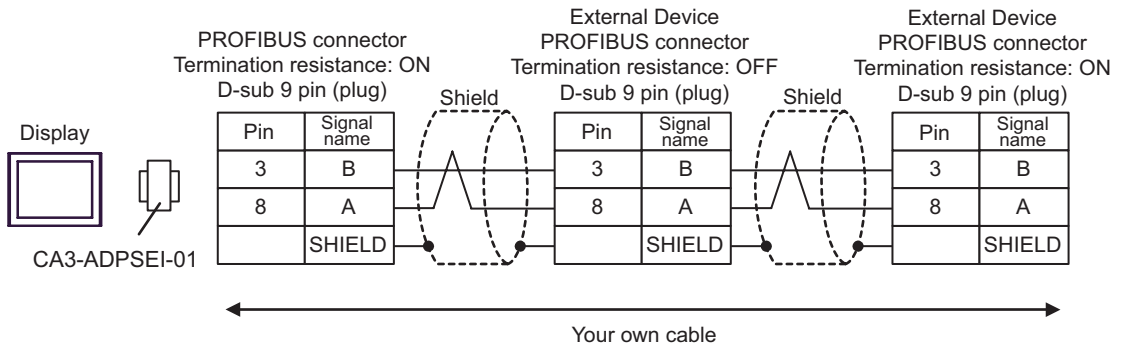 PROFIBUS connector
Termination resistance: ON
D-sub 9 pin (plug)
External Device
PROFIBUS connector
Termination resistance: OFF
D-sub 9 pin (plug)
External Device
PROFIBUS connector
Termination resistance: ON
D-sub 9 pin (plug)
Shield
Shield
Display
CA3-ADPSEI-01
Pin
Signal
name
3
B
8
A
SHIELD
Pin
Signal
name
3
B
8
A
SHIELD
Pin
Signal
name
3
B
8
A
SHIELD
Your own cable